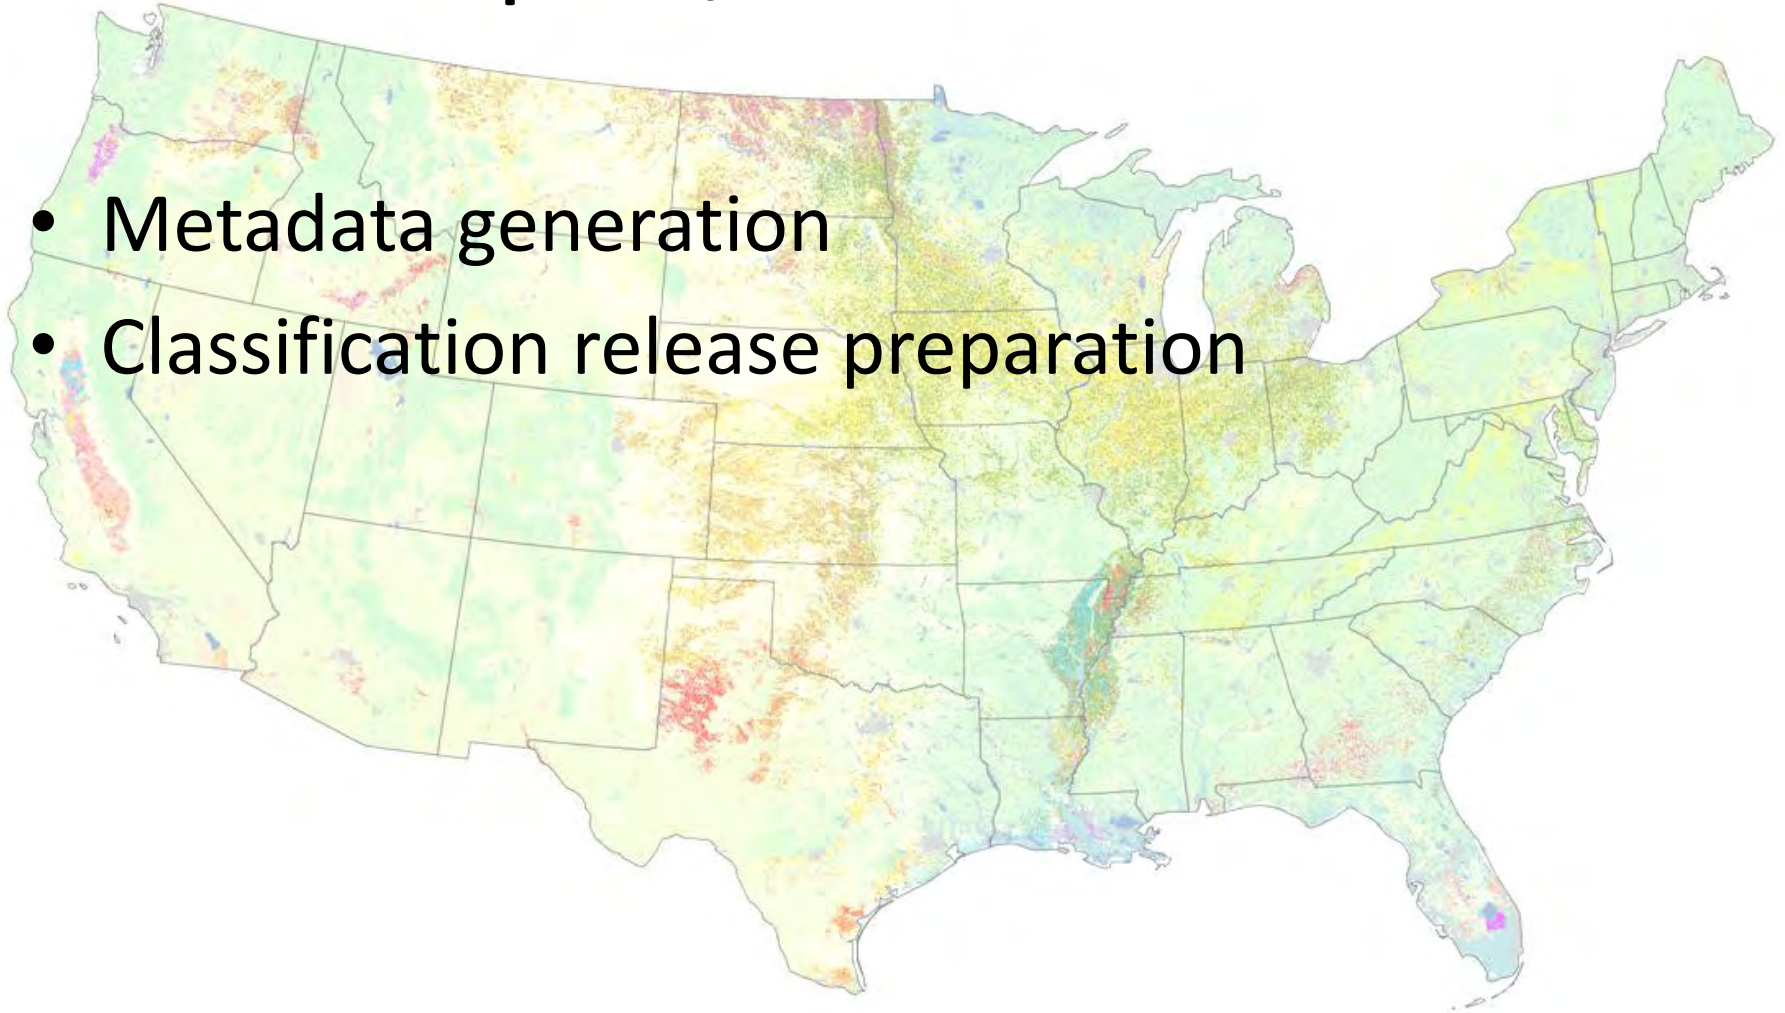 • Metadata generation
• Classification release preparation